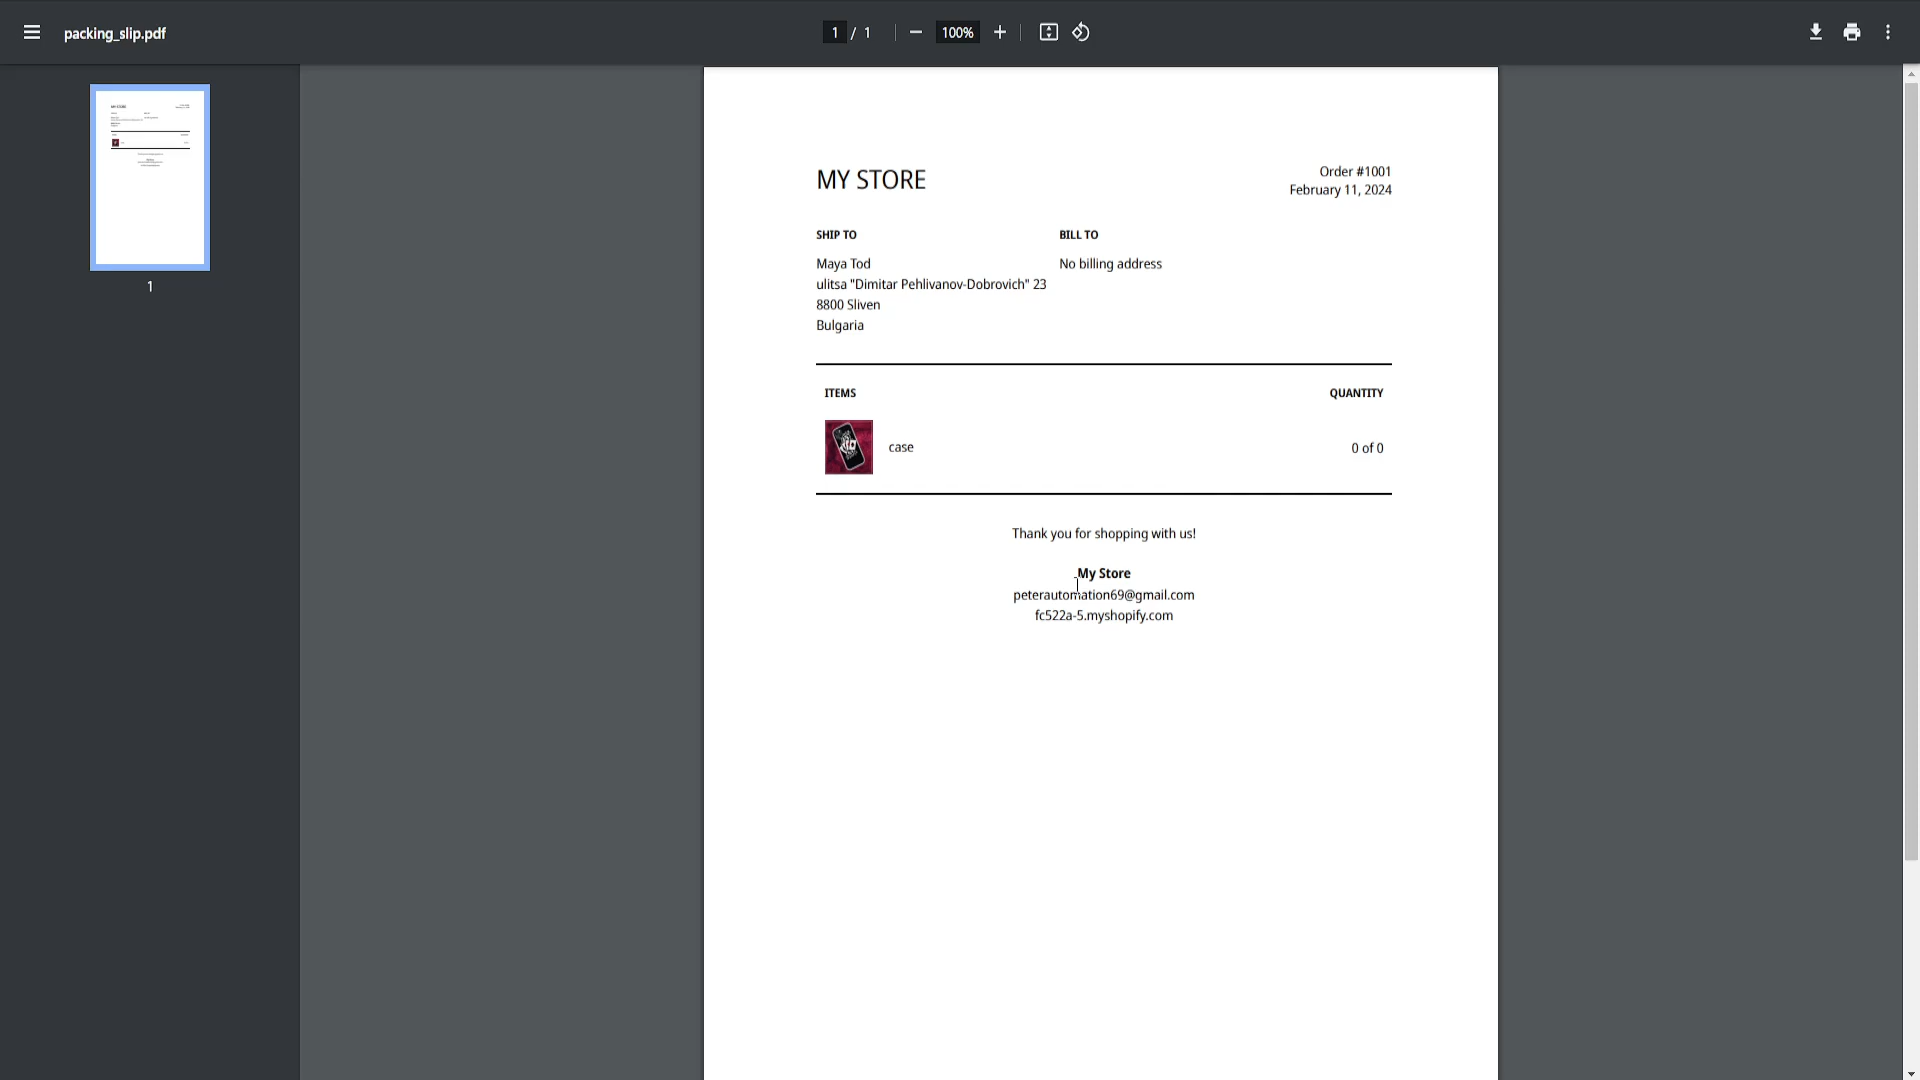 packing_slip.pdf
1 / 1
100%
MY STORE
Order #1001
February 11, 2024
SHIP TO
Maya Tod
ulitsa "Dimitar Pehlivanov-Dobrovich" 23
8800 Sliven
Bulgaria
BILL TO
No billing address
ITEMS QUANTITY
case 0 of 0
Thank you for shopping with us!
My Store
peterautomation69@gmail.com
fc522a-5.myshopify.com
1